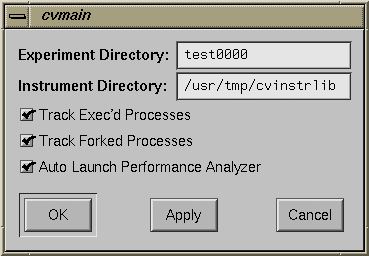 cvmain
Experiment Directory: test0000
Instrument Directory: /usr/tmp/cvinstrlib
Track Exec'd Processes
Track Forked Processes
Auto Launch Performance Analyzer
OK Apply Cancel